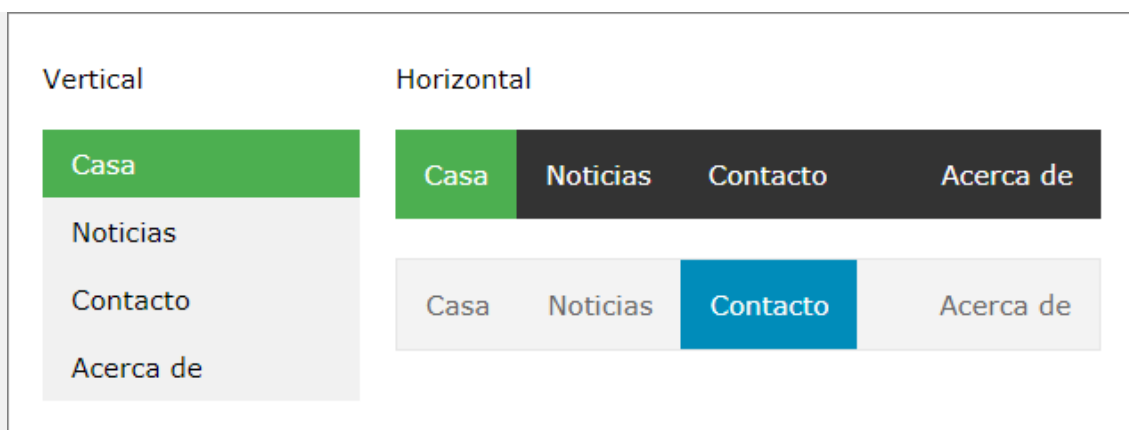 Vertical
Casa
Noticias
Contacto
Acerca de
Horizontal
Casa Noticias Contacto Acerca de
Casa Noticias Contacto Acerca de